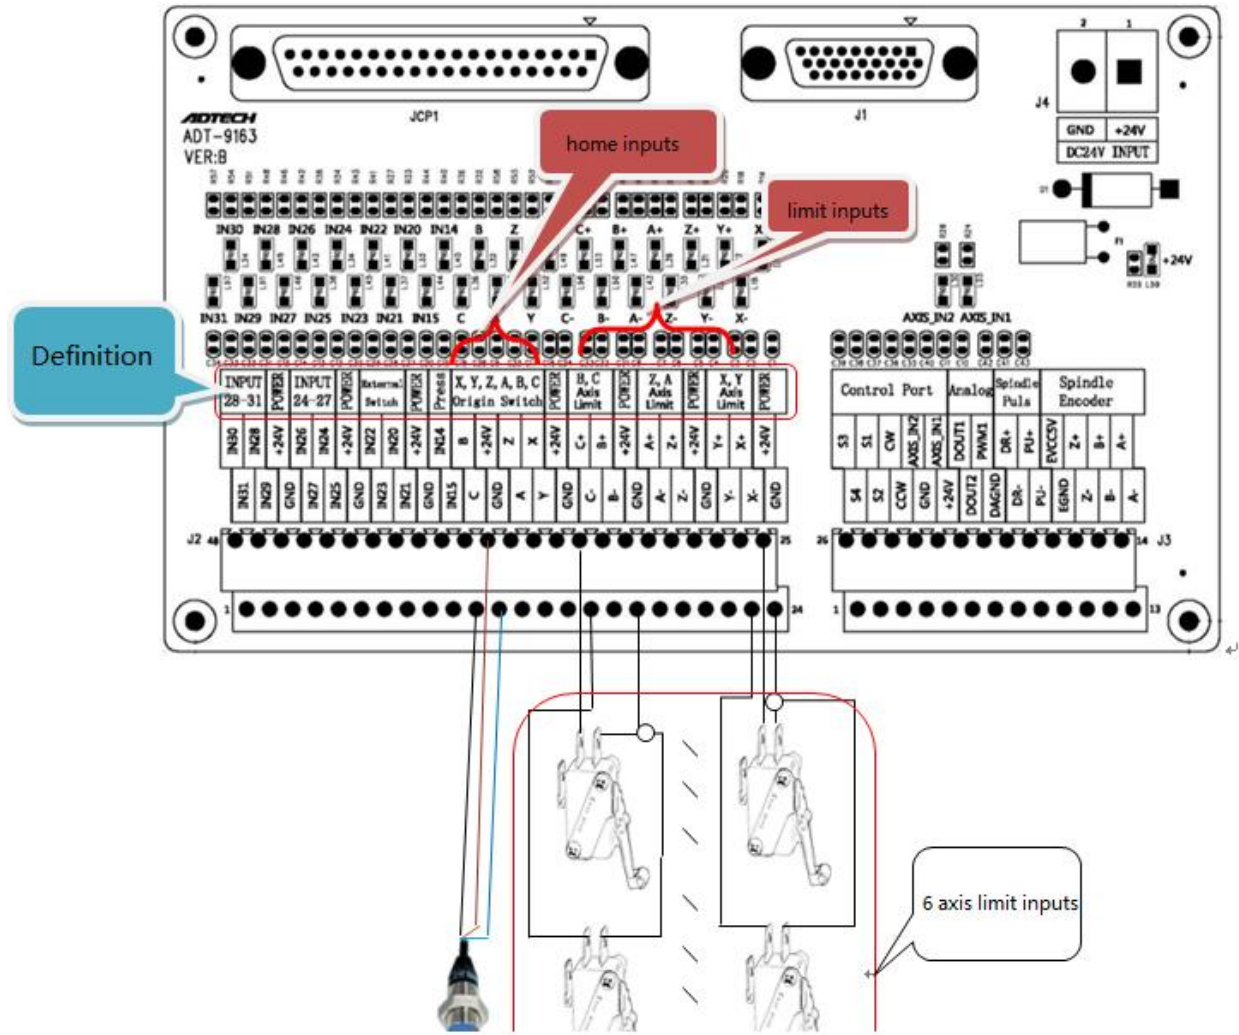 JCP1
J1
2 1
J4
GND +24V
DC24V INPUT
ADTECH
ADT-9163
VER:B
home inputs
limit inputs
IN30 IN28 IN26 IN24 IN22 IN20 IN14 B Z C+ B+ A+ Z+ Y+ X
+24V
IN31 IN29 IN27 IN25 IN23 IN21 IN15 C Y C- B- A- Z- Y- X-
AXIS_IN2 AXIS_IN1
Definition
INPUT 28-31
POWER
INPUT 24-27
POWER
External Switch
POWER
Press
X, Y, Z, A, B, C Origin Switch
POWER
B, C Axis Limit
POWER
Z, A Axis Limit
POWER
X, Y Axis Limit
POWER
Control Port
Analog
Spindle Puls
Spindle Encoder
IN30 IN28 +24V IN26 IN24 +24V IN22 IN20 +24V IN14 B +24V Z X +24V C+ B+ +24V A+ Z+ +24V Y+ X+ +24V
S3 S1 CW AXIS_IN2 AXIS_IN1 DOUT1 PWM1 DR+ PU+ EVCC5V Z+ B+ A+
IN31 IN29 GND IN27 IN25 GND IN23 IN21 GND IN15 C GND A Y GND C- B- GND A- Z- GND Y- X- GND
S4 S2 CCW GND +24V DOUT2 DAGND DR- PU- EGND Z- B- A-
J2 48 25
26 14 J3
1 24
1 13
6 axis limit inputs